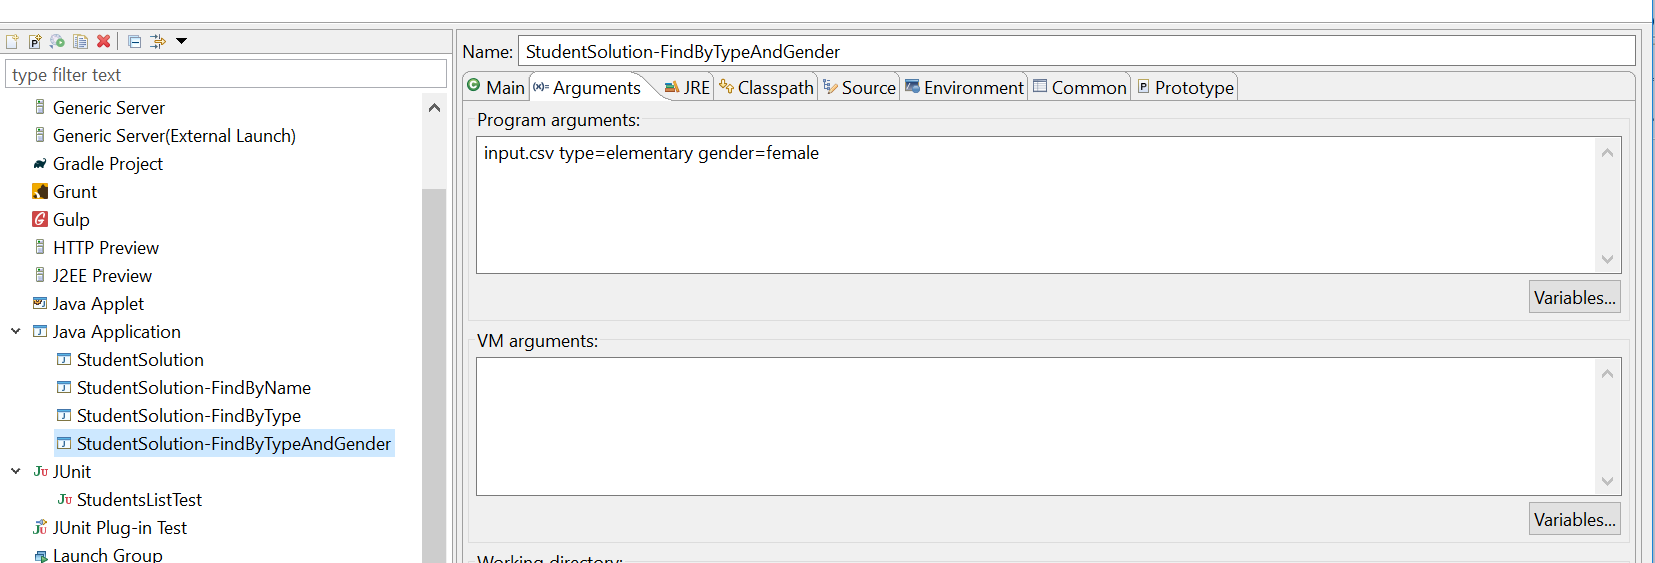 type filter text
Generic Server
Generic Server(External Launch)
Gradle Project
Grunt
Gulp
HTTP Preview
J2EE Preview
Java Applet
Java Application
StudentSolution
StudentSolution-FindByName
StudentSolution-FindByType
StudentSolution-FindByTypeAndGender
JUnit
StudentsListTest
JUnit Plug-in Test
Launch Group
Name: StudentSolution-FindByTypeAndGender
Main (x)= Arguments JRE Classpath Source Environment Common Prototype
Program arguments:
input.csv type=elementary gender=female
Variables...
VM arguments:
Variables...
Working directory: